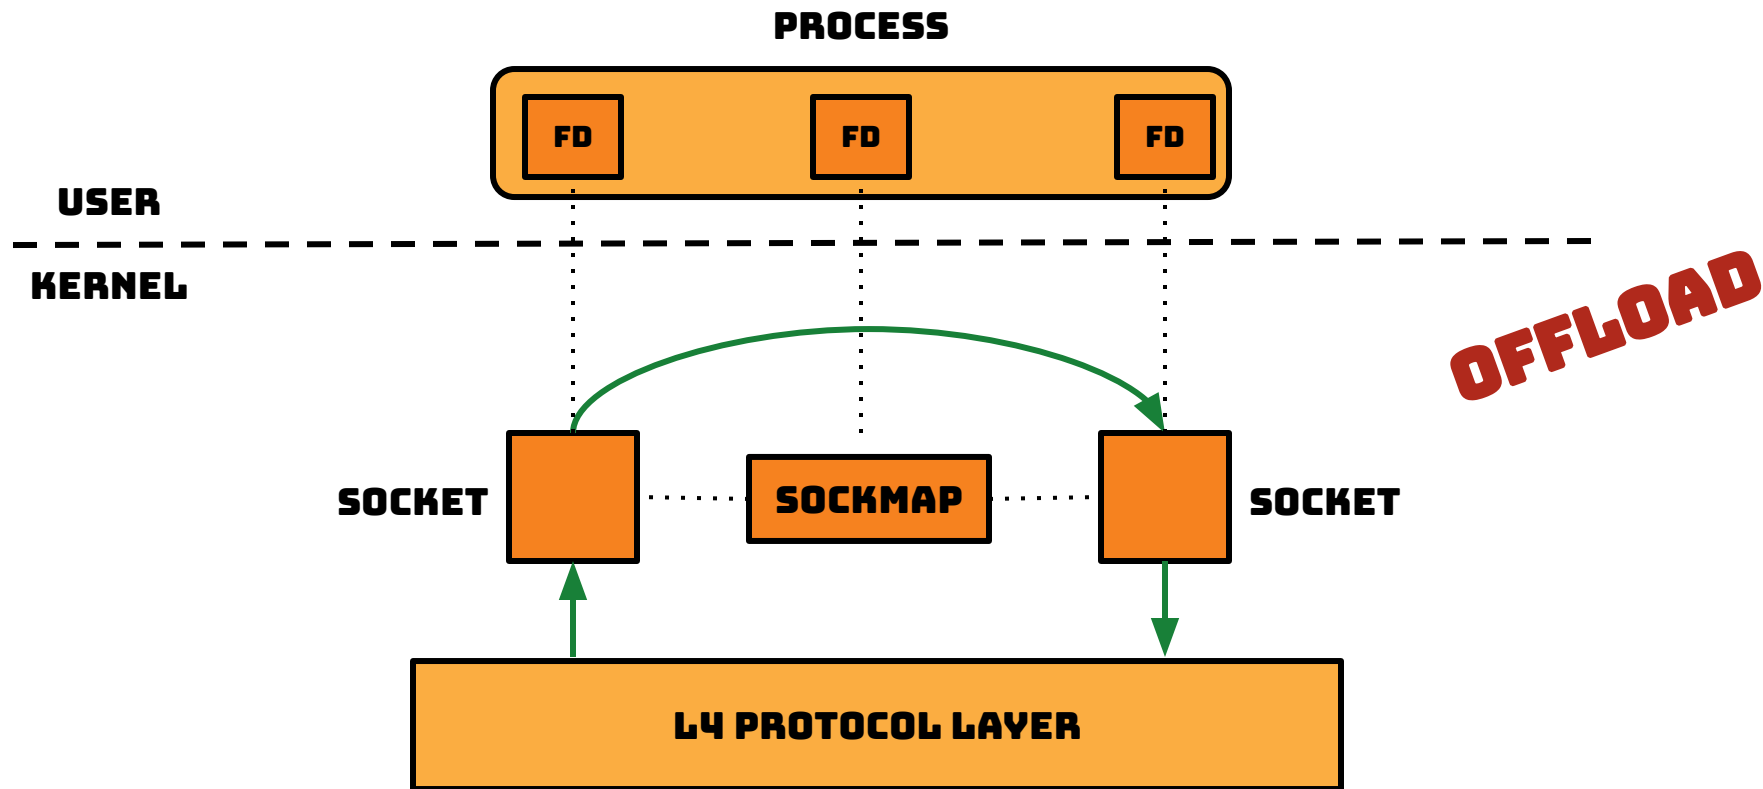 PROCESS
FD FD FD
USER
KERNEL
OFFLOAD
SOCKET SOCKMAP SOCKET
L4 PROTOCOL LAYER